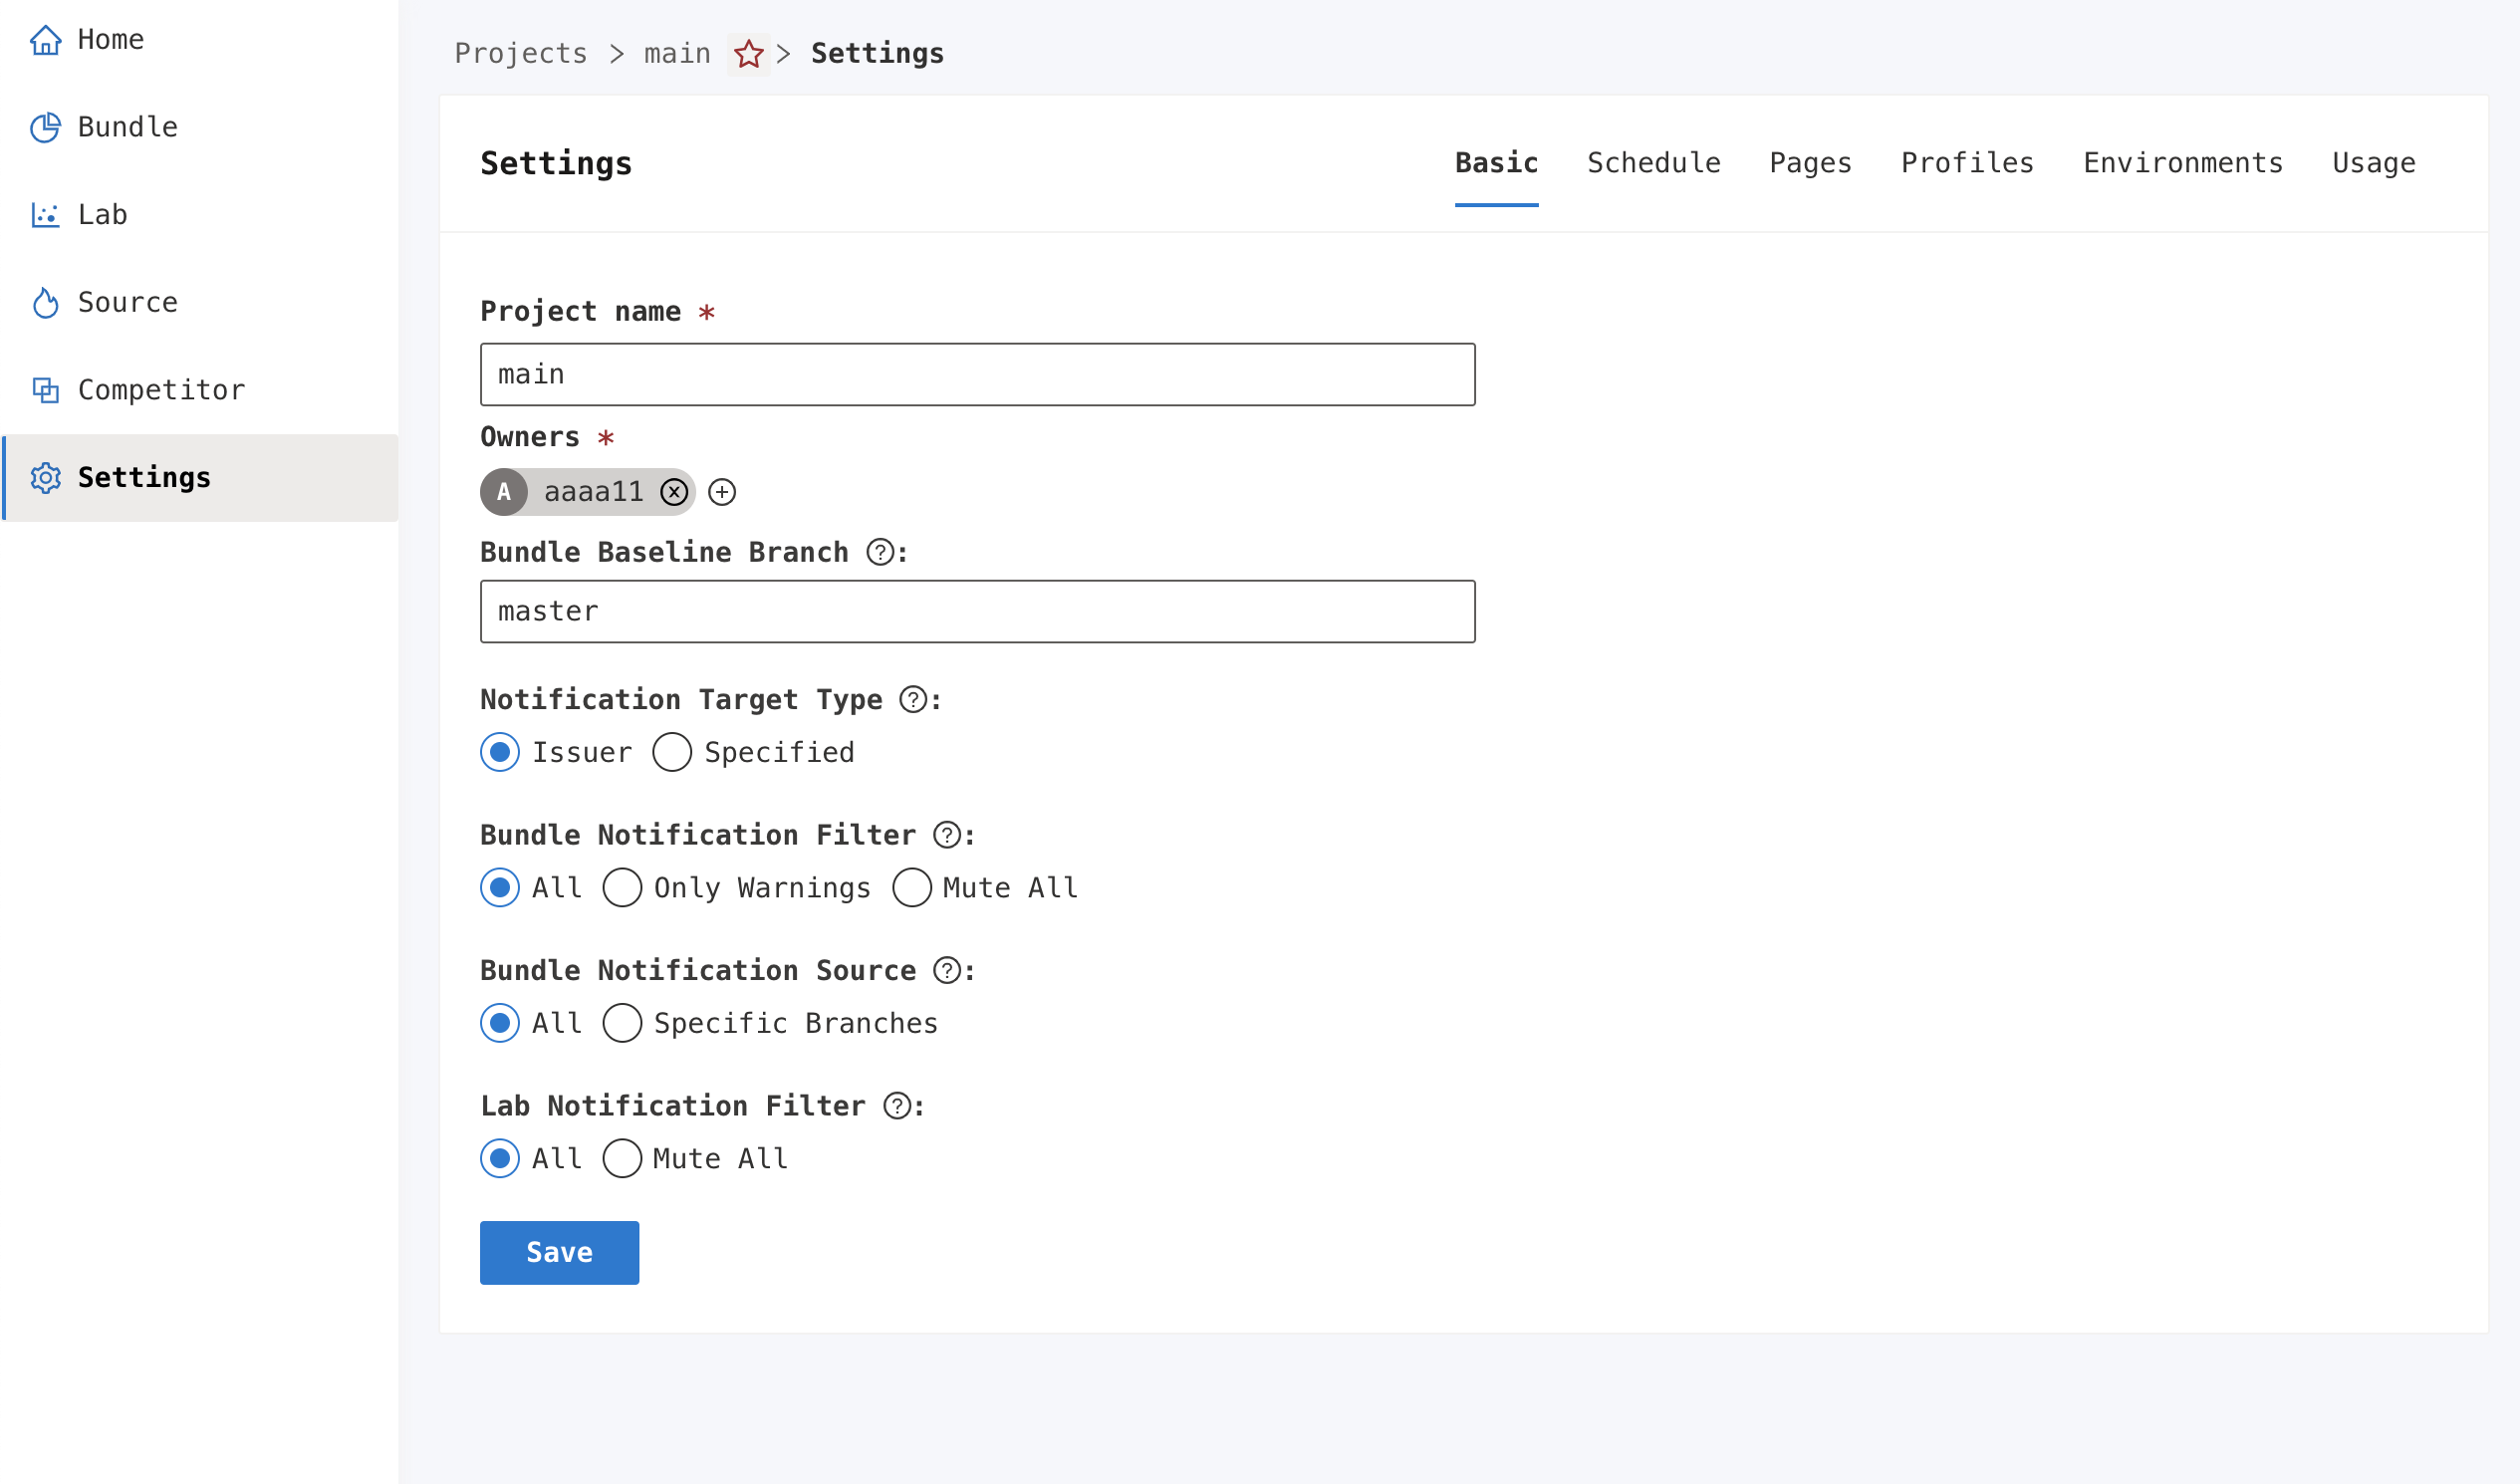 Home
Bundle
Lab
Source
Competitor
Settings
Projects > main > Settings
Settings
Basic Schedule Pages Profiles Environments Usage
Project name *
main
Owners *
A aaaa11
Bundle Baseline Branch ?:
master
Notification Target Type ?:
Issuer Specified
Bundle Notification Filter ?:
All Only Warnings Mute All
Bundle Notification Source ?:
All Specific Branches
Lab Notification Filter ?:
All Mute All
Save